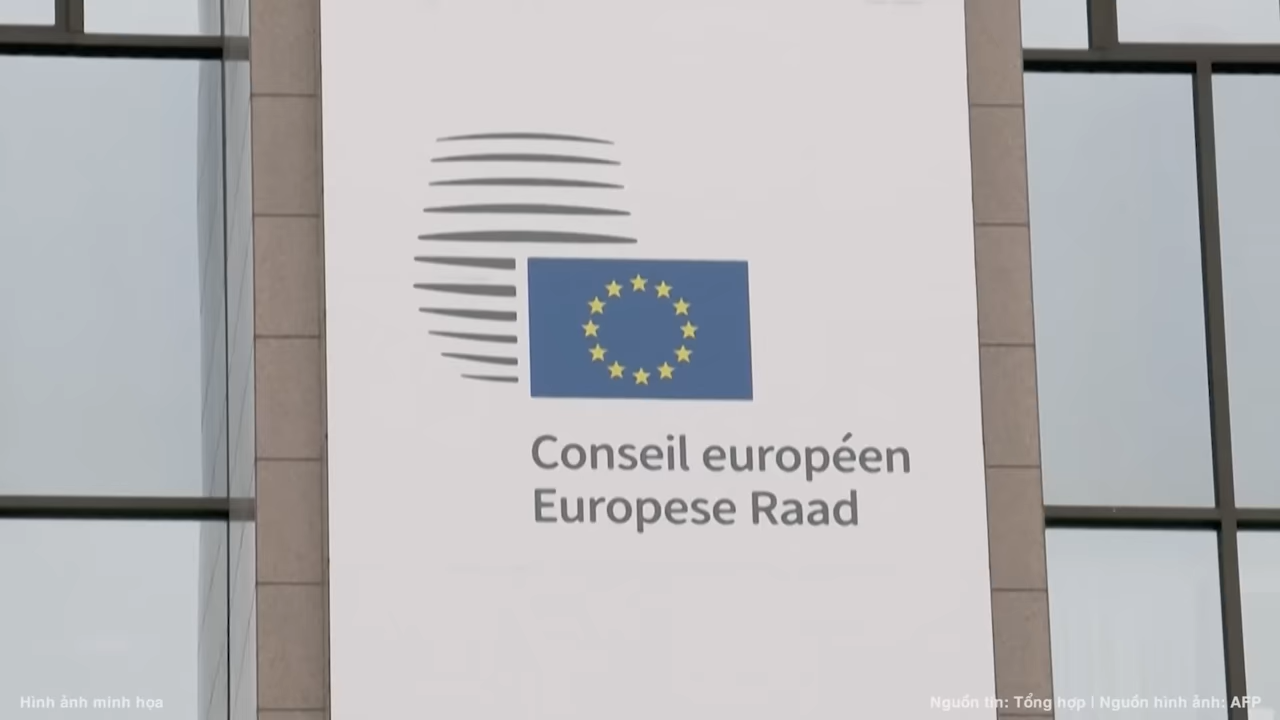 Conseil européen
Europese Raad
Hình ảnh minh họa
Nguồn tin: Tổng hợp | Nguồn hình ảnh: AFP